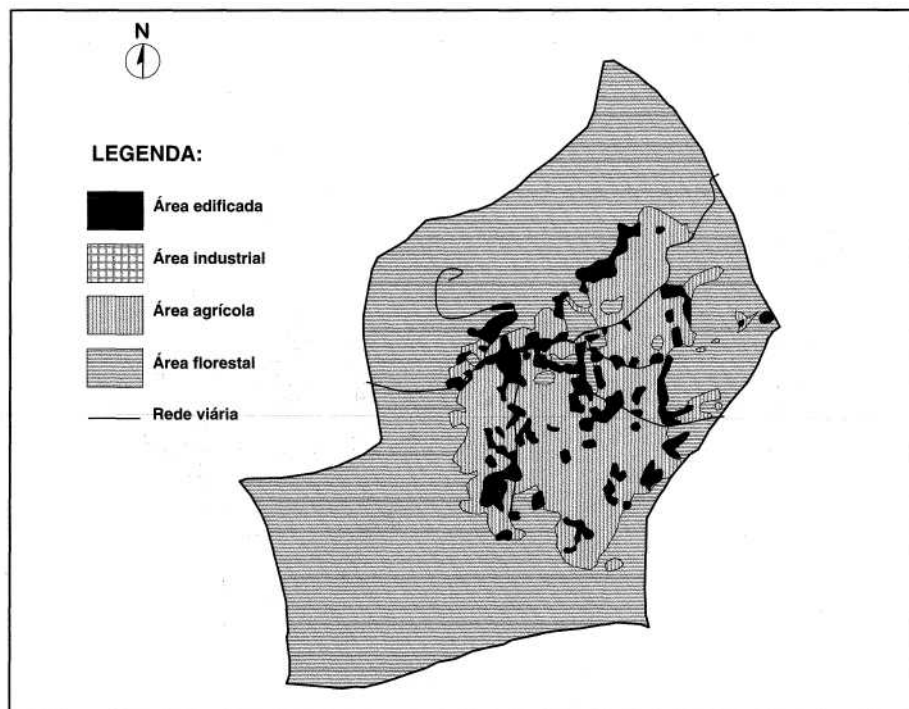 N
LEGENDA:
Área edificada
Área industrial
Área agrícola
Área florestal
Rede viária